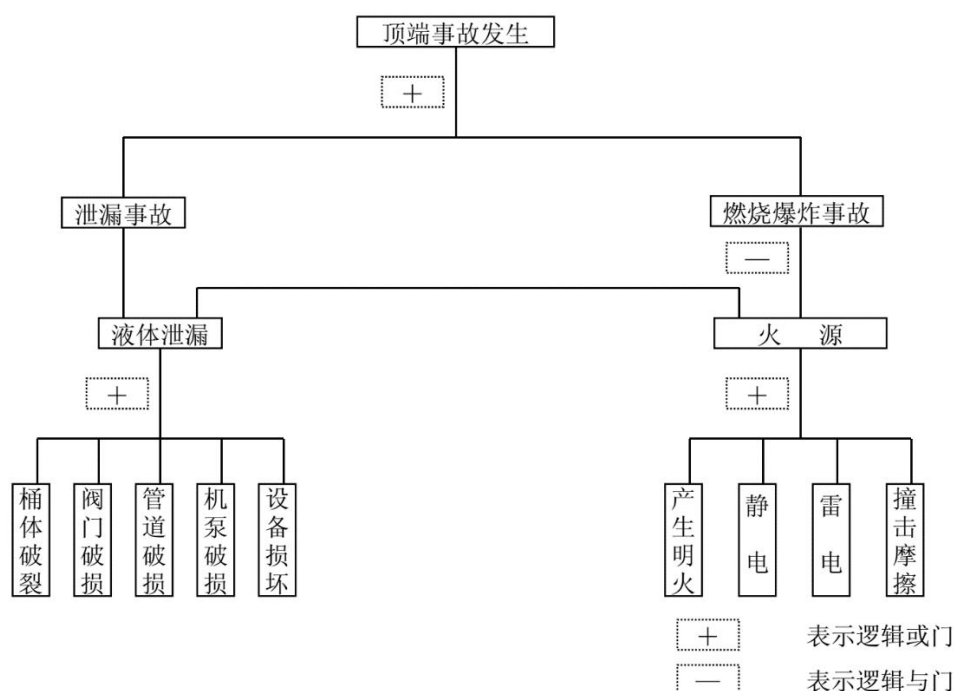 顶端事故发生
＋
泄漏事故
燃烧爆炸事故
—
液体泄漏
火 源
＋
＋
桶体破裂
阀门破损
管道破损
机泵破损
设备损坏
产生明火
静电
雷电
撞击摩擦
＋ 表示逻辑或门
— 表示逻辑与门